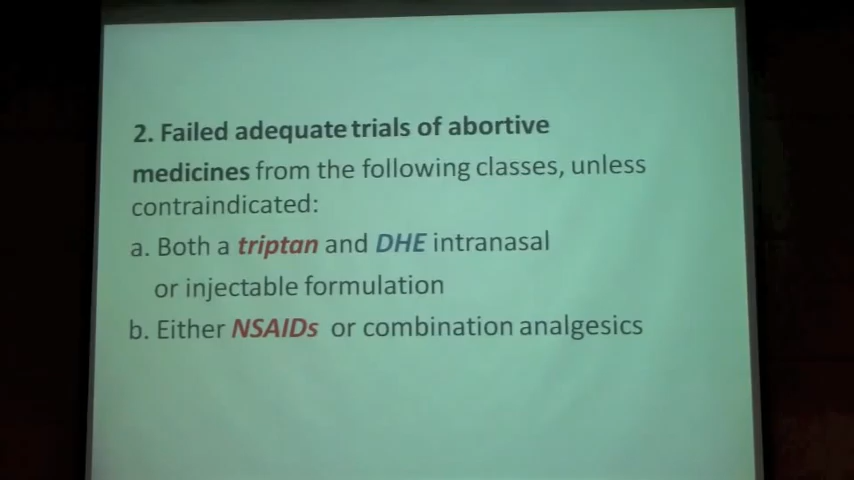 2. Failed adequate trials of abortive
medicines from the following classes, unless
contraindicated:
a. Both a triptan and DHE intranasal
or injectable formulation
b. Either NSAIDs or combination analgesics